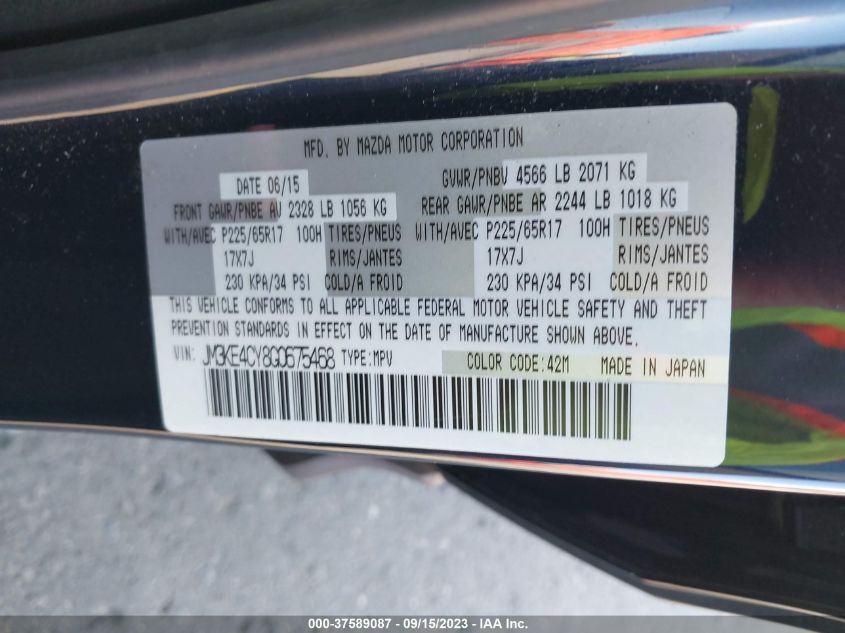 MFD. BY MAZDA MOTOR CORPORATION
DATE 06/15 GVWR/PNBV 4566 LB 2071 KG
FRONT GAWR/PNBE AV 2328 LB 1056 KG REAR GAWR/PNBE AR 2244 LB 1018 KG
WITH/AVEC P225/65R17 100H TIRES/PNEUS WITH/AVEC P225/65R17 100H TIRES/PNEUS
17X7J RIMS/JANTES 17X7J RIMS/JANTES
230 KPA/34 PSI COLD/A FROID 230 KPA/34 PSI COLD/A FROID
THIS VEHICLE CONFORMS TO ALL APPLICABLE FEDERAL MOTOR VEHICLE SAFETY AND THEFT
PREVENTION STANDARDS IN EFFECT ON THE DATE OF MANUFACTURE SHOWN ABOVE.
VIN: JM3KE4CY8G0675468 TYPE:MPV COLOR CODE:42M MADE IN JAPAN
000-37589087 - 09/15/2023 - © IAA, Inc.